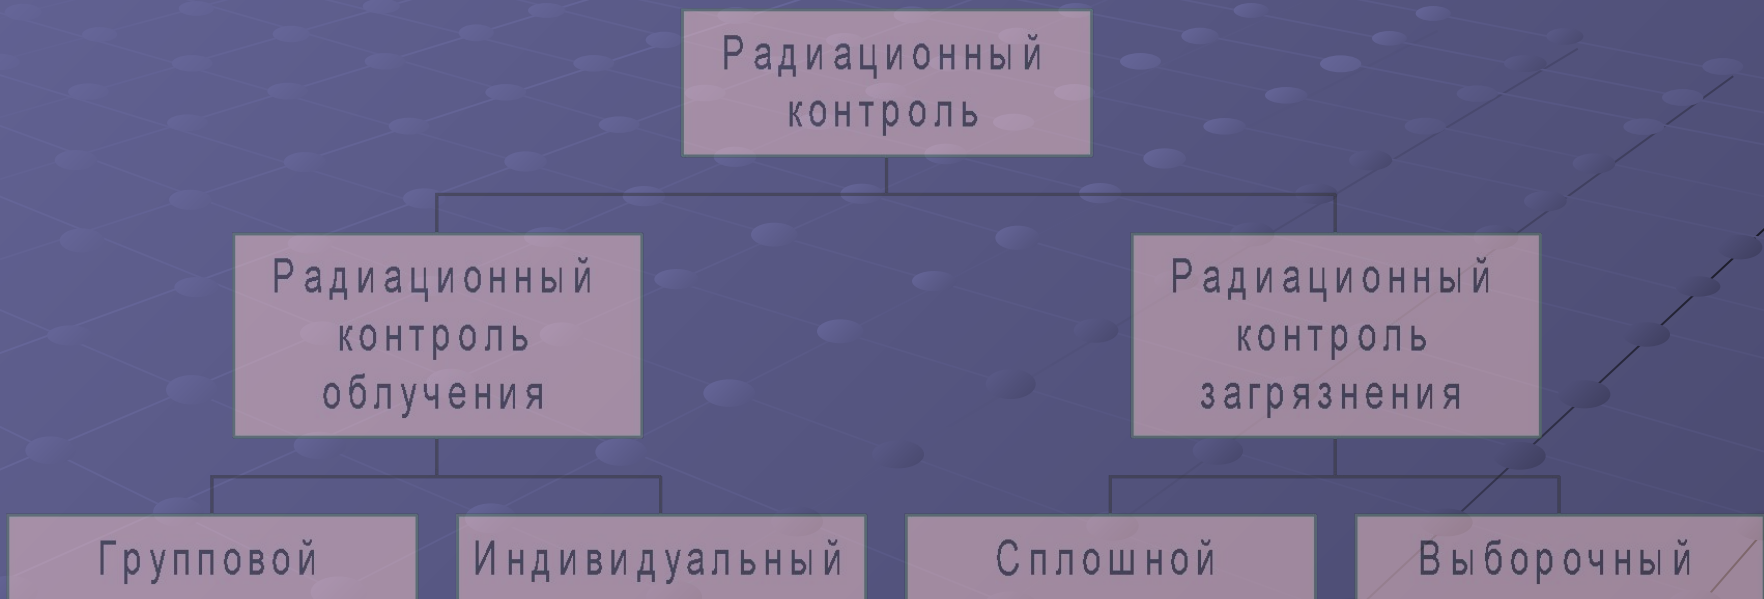 Радиационный
контроль
Радиационный
контроль
облучения
Радиационный
контроль
загрязнения
Групповой
Индивидуальный
Сплошной
Выборочный